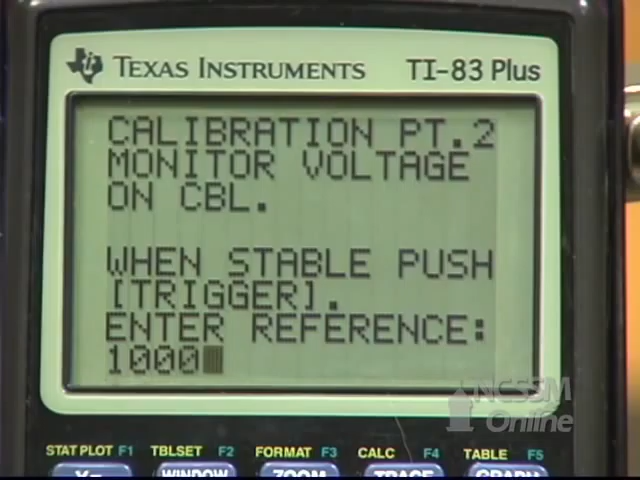 TEXAS INSTRUMENTS TI-83 Plus
CALIBRATION PT.2
MONITOR VOLTAGE
ON CBL.
WHEN STABLE PUSH
[TRIGGER].
ENTER REFERENCE:
1000
NCSSM
Online
STAT PLOT F1 TBLSET F2 FORMAT F3 CALC F4 TABLE F5
Y= WINDOW ZOOM TRACE GRAPH